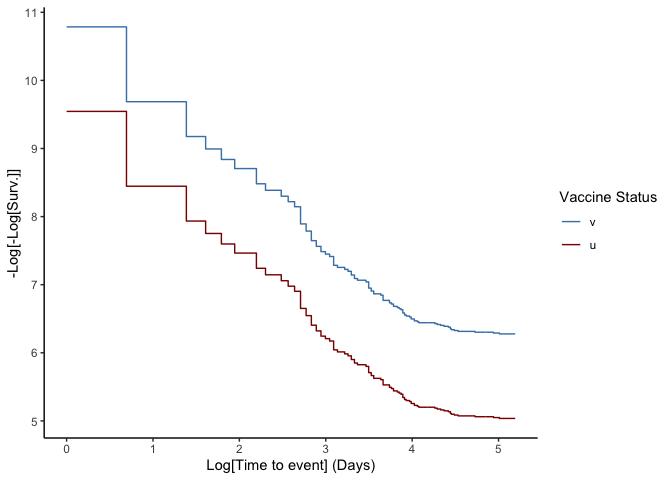 11
10
9
8
7
6
5
-Log[-Log[Surv.]]
0 1 2 3 4 5
Log[Time to event] (Days)
Vaccine Status
v
u